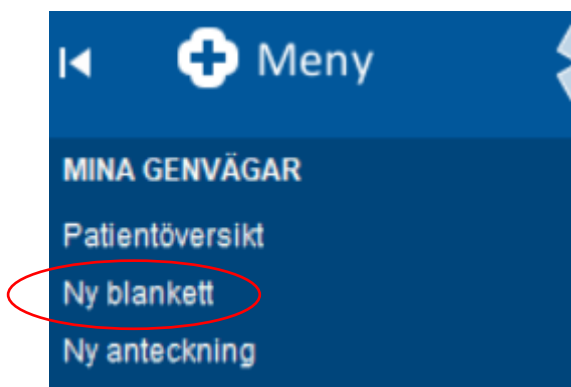 Meny
MINA GENVÄGAR
Patientöversikt
Ny blankett
Ny anteckning